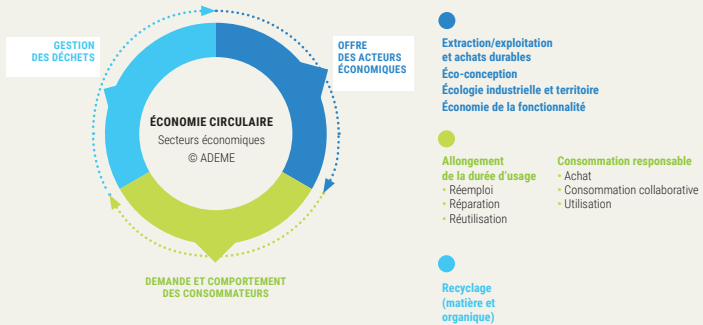 GESTION
DES DÉCHETS
OFFRE
DES ACTEURS
ÉCONOMIQUES
ÉCONOMIE CIRCULAIRE
Secteurs économiques
© ADEME
DEMANDE ET COMPORTEMENT
DES CONSOMMATEURS
Extraction/exploitation
et achats durables
Éco-conception
Écologie industrielle et territoire
Économie de la fonctionnalité
Allongement
de la durée d'usage
• Réemploi
• Réparation
• Réutilisation
Consommation responsable
• Achat
• Consommation collaborative
• Utilisation
Recyclage
(matière et
organique)